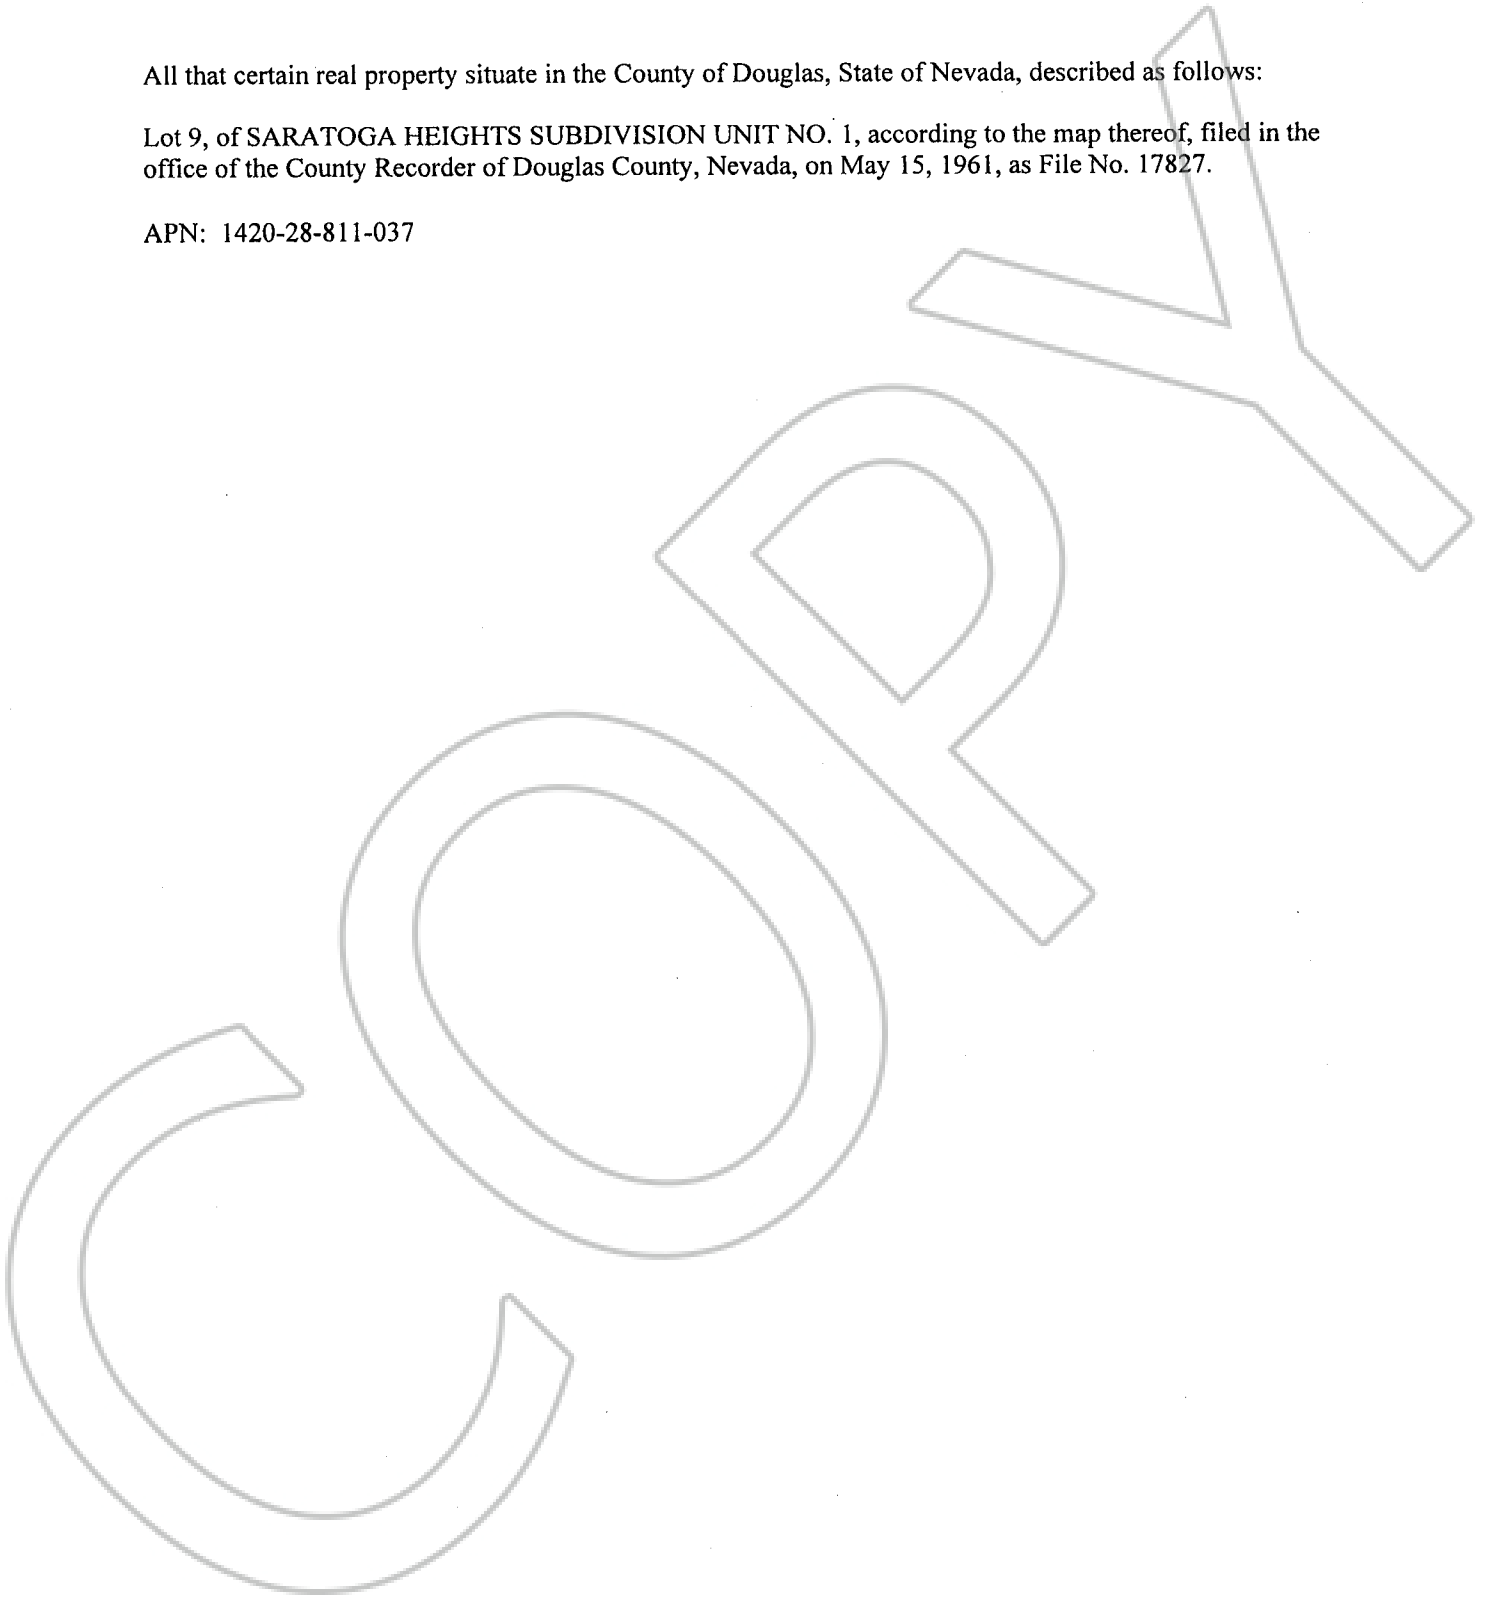 All that certain real property situate in the County of Douglas, State of Nevada, described as follows:
Lot 9, of SARATOGA HEIGHTS SUBDIVISION UNIT NO. 1, according to the map thereof, filed in the
office of the County Recorder of Douglas County, Nevada, on May 15, 1961, as File No. 17827.
APN: 1420-28-811-037
COPY